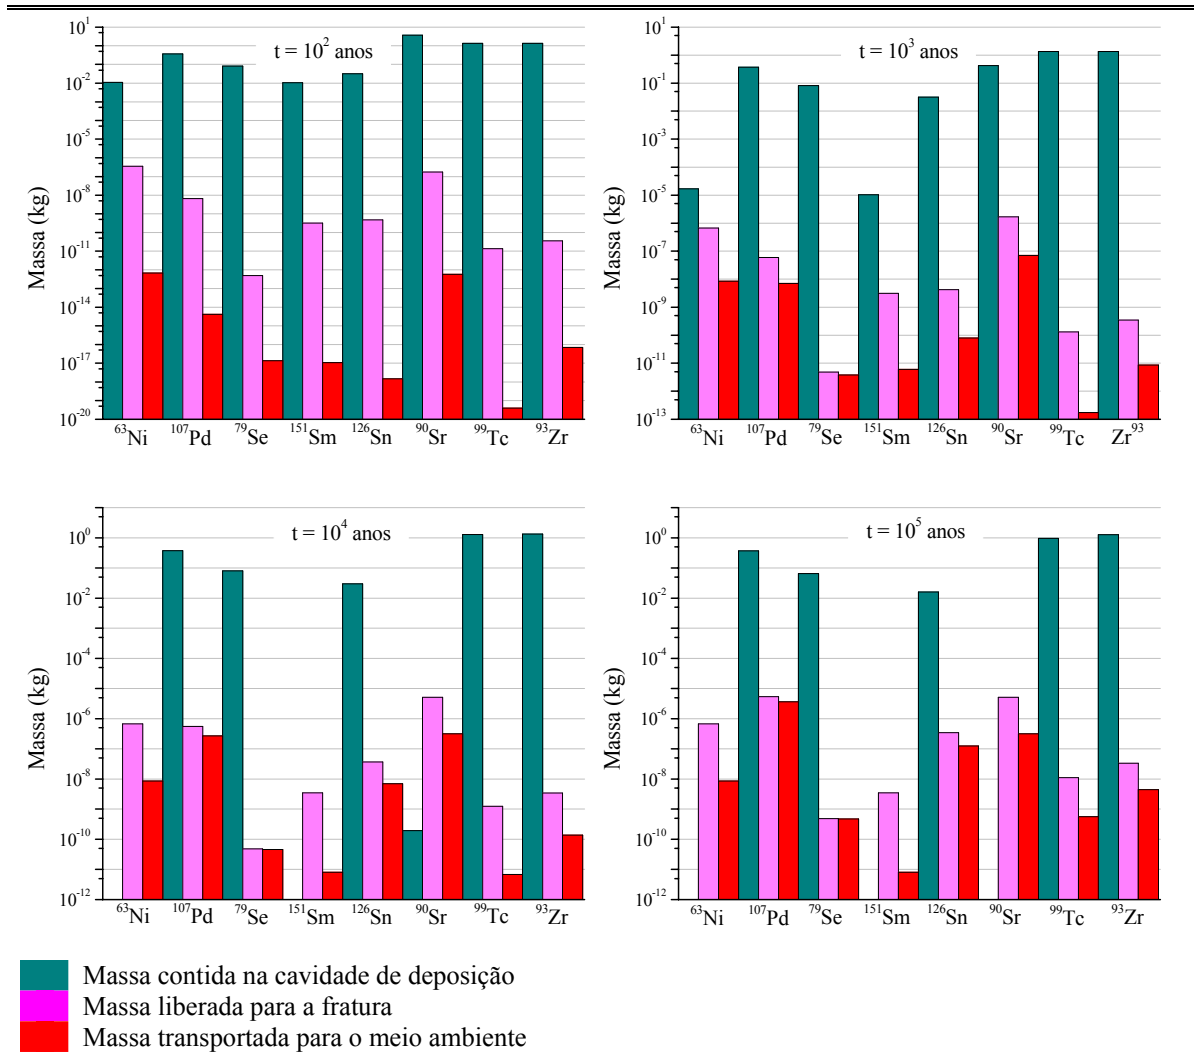 t = 10² anos
Massa (kg)
10¹
10⁻²
10⁻⁵
10⁻⁸
10⁻¹¹
10⁻¹⁴
10⁻¹⁷
10⁻²⁰
⁶³Ni ¹⁰⁷Pd ⁷⁹Se ¹⁵¹Sm ¹²⁶Sn ⁹⁰Sr ⁹⁹Tc ⁹³Zr
t = 10³ anos
Massa (kg)
10¹
10⁻¹
10⁻³
10⁻⁵
10⁻⁷
10⁻⁹
10⁻¹¹
10⁻¹³
⁶³Ni ¹⁰⁷Pd ⁷⁹Se ¹⁵¹Sm ¹²⁶Sn ⁹⁰Sr ⁹⁹Tc Zr⁹³
t = 10⁴ anos
Massa (kg)
10⁰
10⁻²
10⁻⁴
10⁻⁶
10⁻⁸
10⁻¹⁰
10⁻¹²
⁶³Ni ¹⁰⁷Pd ⁷⁹Se ¹⁵¹Sm ¹²⁶Sn ⁹⁰Sr ⁹⁹Tc ⁹³Zr
t = 10⁵ anos
Massa (kg)
10⁰
10⁻²
10⁻⁴
10⁻⁶
10⁻⁸
10⁻¹⁰
10⁻¹²
⁶³Ni ¹⁰⁷Pd ⁷⁹Se ¹⁵¹Sm ¹²⁶Sn ⁹⁰Sr ⁹⁹Tc ⁹³Zr
Massa contida na cavidade de deposição
Massa liberada para a fratura
Massa transportada para o meio ambiente